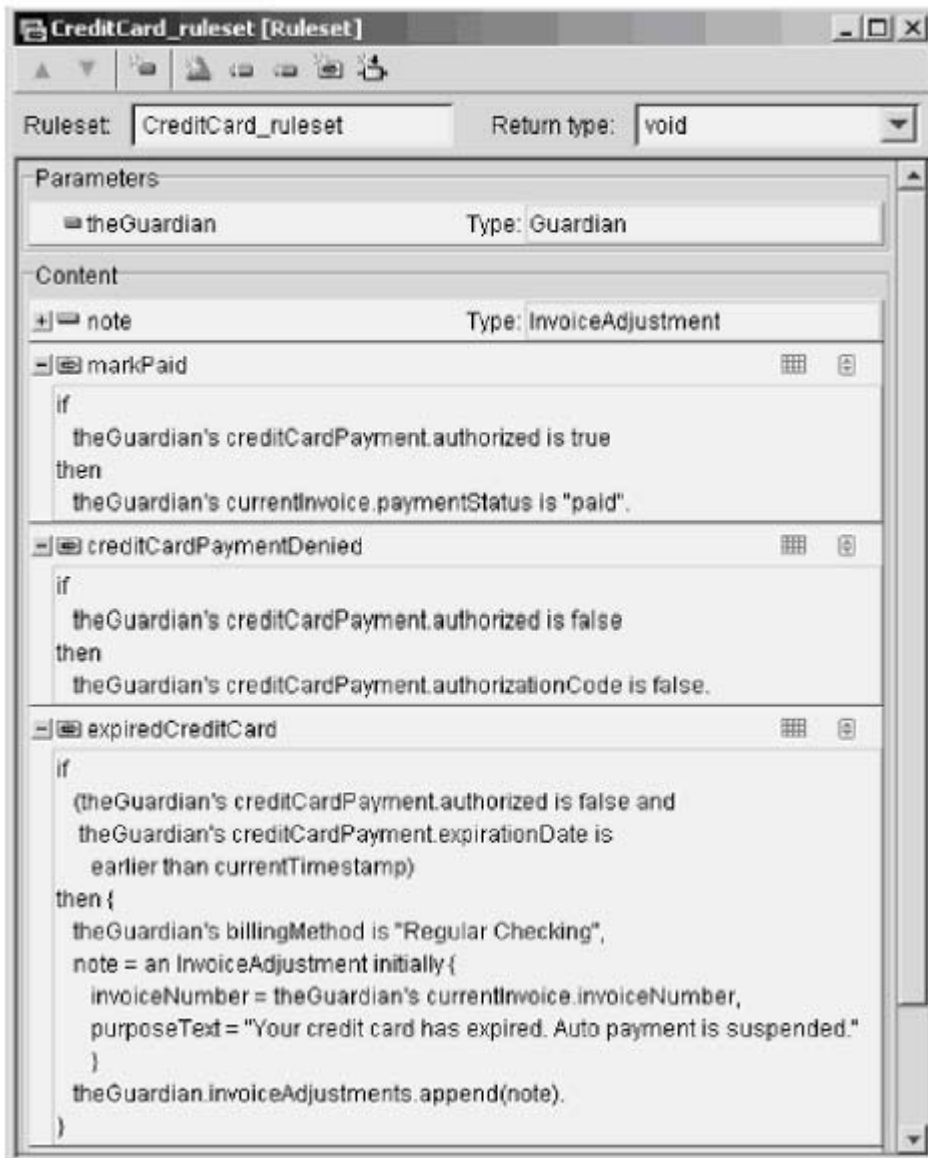 CreditCard_ruleset [Ruleset]
Ruleset: CreditCard_ruleset Return type: void
Parameters
theGuardian Type: Guardian
Content
note Type: InvoiceAdjustment
markPaid
if
theGuardian's creditCardPayment.authorized is true
then
theGuardian's currentInvoice.paymentStatus is "paid".
creditCardPaymentDenied
if
theGuardian's creditCardPayment.authorized is false
then
theGuardian's creditCardPayment.authorizationCode is false.
expiredCreditCard
if
(theGuardian's creditCardPayment.authorized is false and
theGuardian's creditCardPayment.expirationDate is
earlier than currentTimestamp)
then {
theGuardian's billingMethod is "Regular Checking",
note = an InvoiceAdjustment initially {
invoiceNumber = theGuardian's currentInvoice.invoiceNumber,
purposeText = "Your credit card has expired. Auto payment is suspended."
}
theGuardian.invoiceAdjustments.append(note).
}